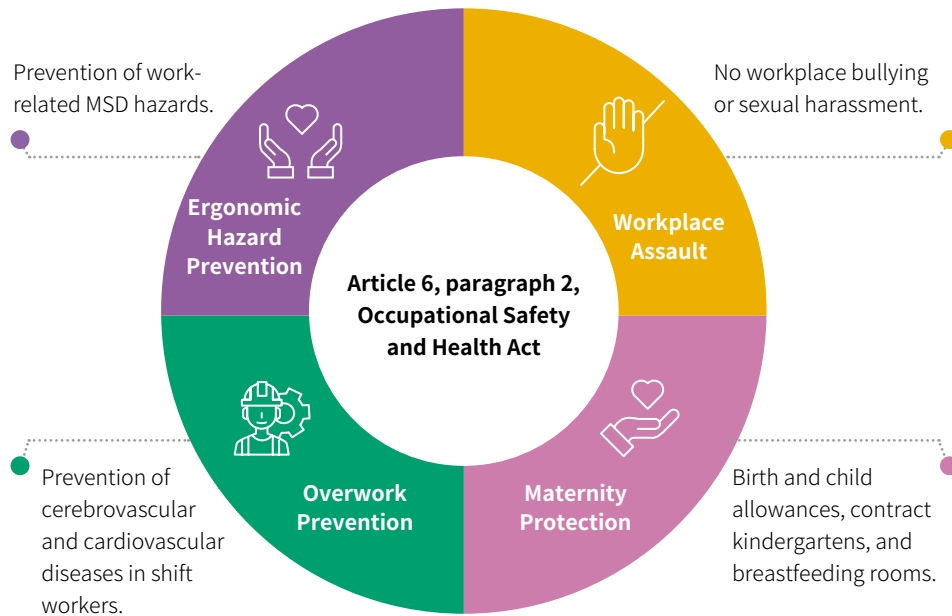 Prevention of work-
related MSD hazards.
No workplace bullying
or sexual harassment.
Ergonomic
Hazard
Prevention
Workplace
Assault
Article 6, paragraph 2,
Occupational Safety
and Health Act
Overwork
Prevention
Maternity
Protection
Prevention of
cerebrovascular
and cardiovascular
diseases in shift
workers.
Birth and child
allowances, contract
kindergartens, and
breastfeeding rooms.